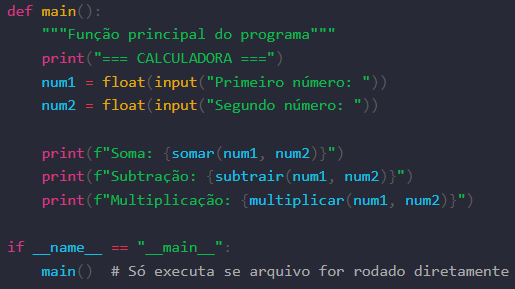 def main():
    """Função principal do programa"""
    print("=== CALCULADORA ===")
    num1 = float(input("Primeiro número: "))
    num2 = float(input("Segundo número: "))
    print(f"Soma: {somar(num1, num2)}")
    print(f"Subtração: {subtrair(num1, num2)}")
    print(f"Multiplicação: {multiplicar(num1, num2)}")
if __name__ == "__main__":
    main()  # Só executa se arquivo for rodado diretamente